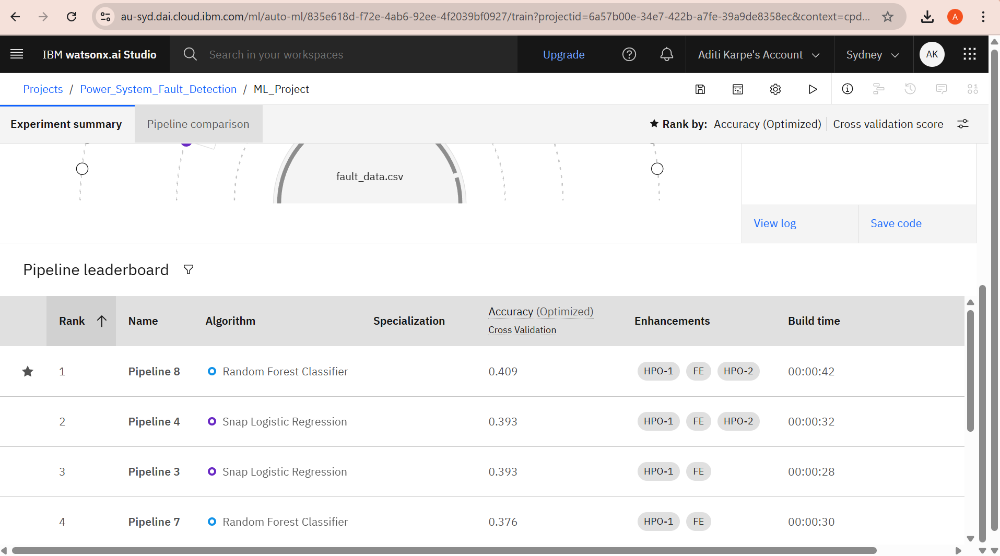 au-syd.dai.cloud.ibm.com/ml/auto-ml/835e618d-f72e-4ab6-92ee-4f2039bf0927/train?projectid=6a57b00e-34e7-422b-a7fe-39a9de8358ec&context=cpd...
A
IBM watsonx.ai Studio
Search in your workspaces
Upgrade
Aditi Karpe's Account
Sydney
AK
Projects / Power_System_Fault_Detection / ML_Project
Experiment summary
Pipeline comparison
Rank by: Accuracy (Optimized) | Cross validation score
fault_data.csv
View log
Save code
Pipeline leaderboard
Rank Name Algorithm Specialization Accuracy (Optimized) Cross Validation Enhancements Build time
1 Pipeline 8 Random Forest Classifier 0.409 HPO-1 FE HPO-2 00:00:42
2 Pipeline 4 Snap Logistic Regression 0.393 HPO-1 FE HPO-2 00:00:32
3 Pipeline 3 Snap Logistic Regression 0.393 HPO-1 FE 00:00:28
4 Pipeline 7 Random Forest Classifier 0.376 HPO-1 FE 00:00:30